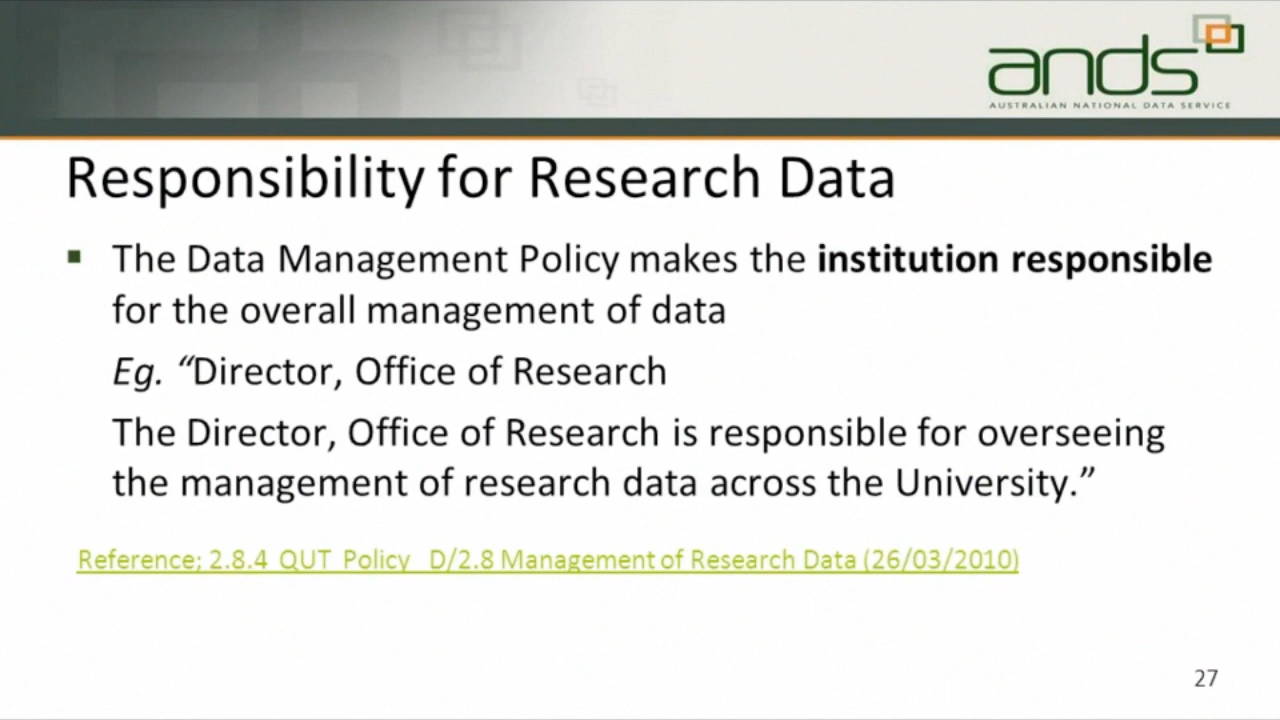 ands
AUSTRALIAN NATIONAL DATA SERVICE
Responsibility for Research Data
▪ The Data Management Policy makes the institution responsible
for the overall management of data
Eg. “Director, Office of Research
The Director, Office of Research is responsible for overseeing
the management of research data across the University.”
Reference; 2.8.4 QUT Policy D/2.8 Management of Research Data (26/03/2010)
27